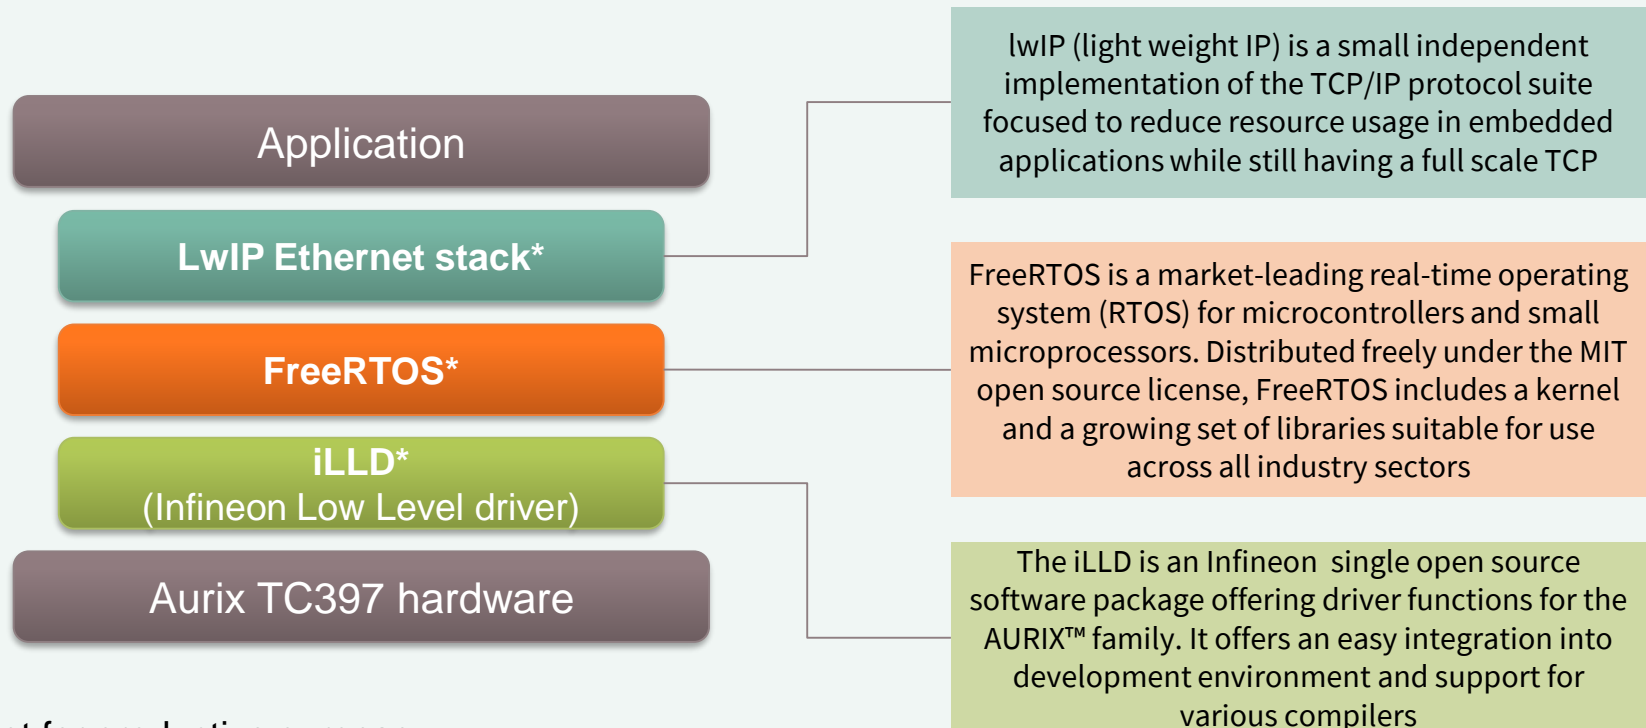 Application
LwIP Ethernet stack*
FreeRTOS*
iLLD*
(Infineon Low Level driver)
Aurix TC397 hardware
lwIP (light weight IP) is a small independent
implementation of the TCP/IP protocol suite
focused to reduce resource usage in embedded
applications while still having a full scale TCP
FreeRTOS is a market-leading real-time operating
system (RTOS) for microcontrollers and small
microprocessors. Distributed freely under the MIT
open source license, FreeRTOS includes a kernel
and a growing set of libraries suitable for use
across all industry sectors
The iLLD is an Infineon  single open source
software package offering driver functions for the
AURIX™ family. It offers an easy integration into
development environment and support for
various compilers